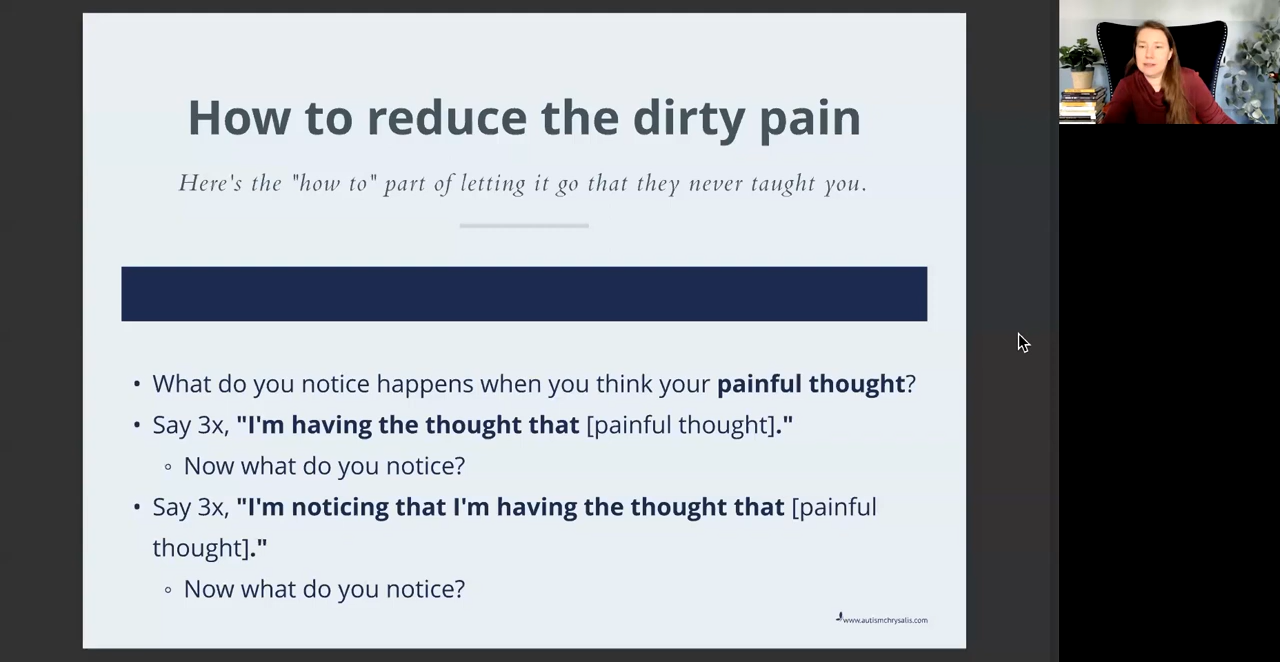 How to reduce the dirty pain
Here's the "how to" part of letting it go that they never taught you.
• What do you notice happens when you think your painful thought?
• Say 3x, "I'm having the thought that [painful thought]."
◦ Now what do you notice?
• Say 3x, "I'm noticing that I'm having the thought that [painful
thought]."
◦ Now what do you notice?
www.autismchrysalis.com